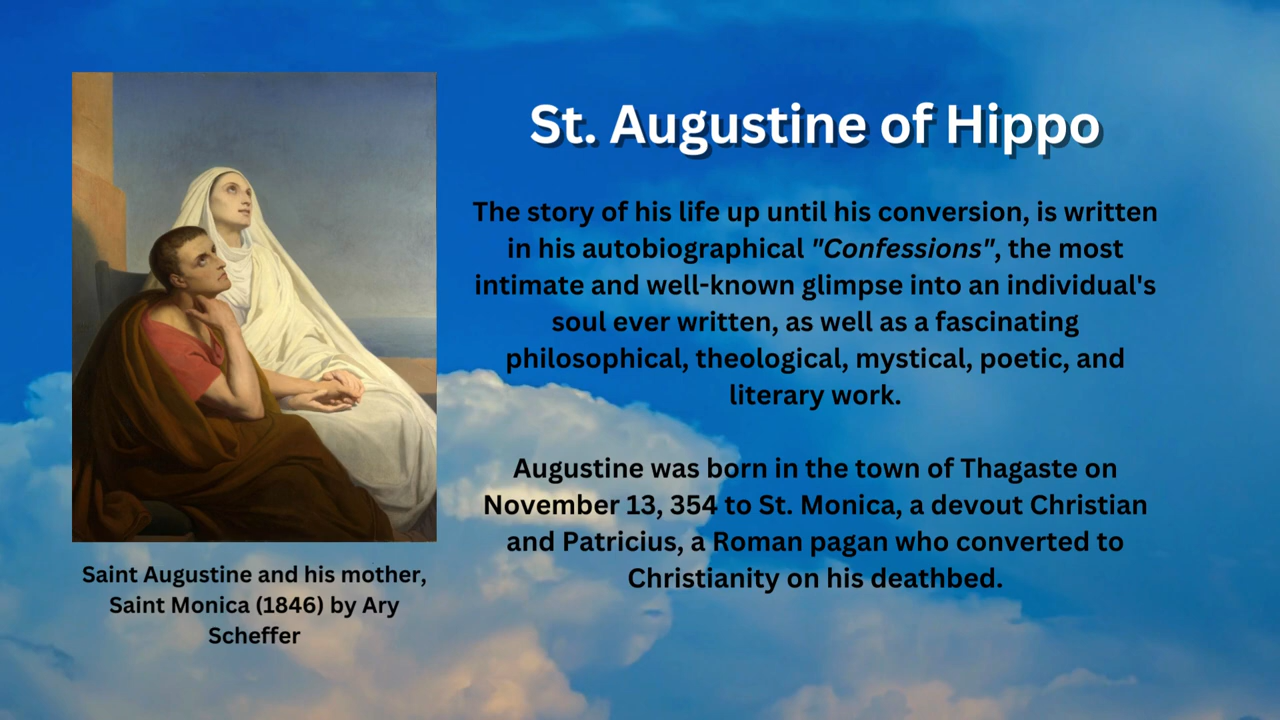 St. Augustine of Hippo
The story of his life up until his conversion, is written
in his autobiographical "Confessions", the most
intimate and well-known glimpse into an individual's
soul ever written, as well as a fascinating
philosophical, theological, mystical, poetic, and
literary work.
Augustine was born in the town of Thagaste on
November 13, 354 to St. Monica, a devout Christian
and Patricius, a Roman pagan who converted to
Christianity on his deathbed.
Saint Augustine and his mother,
Saint Monica (1846) by Ary
Scheffer